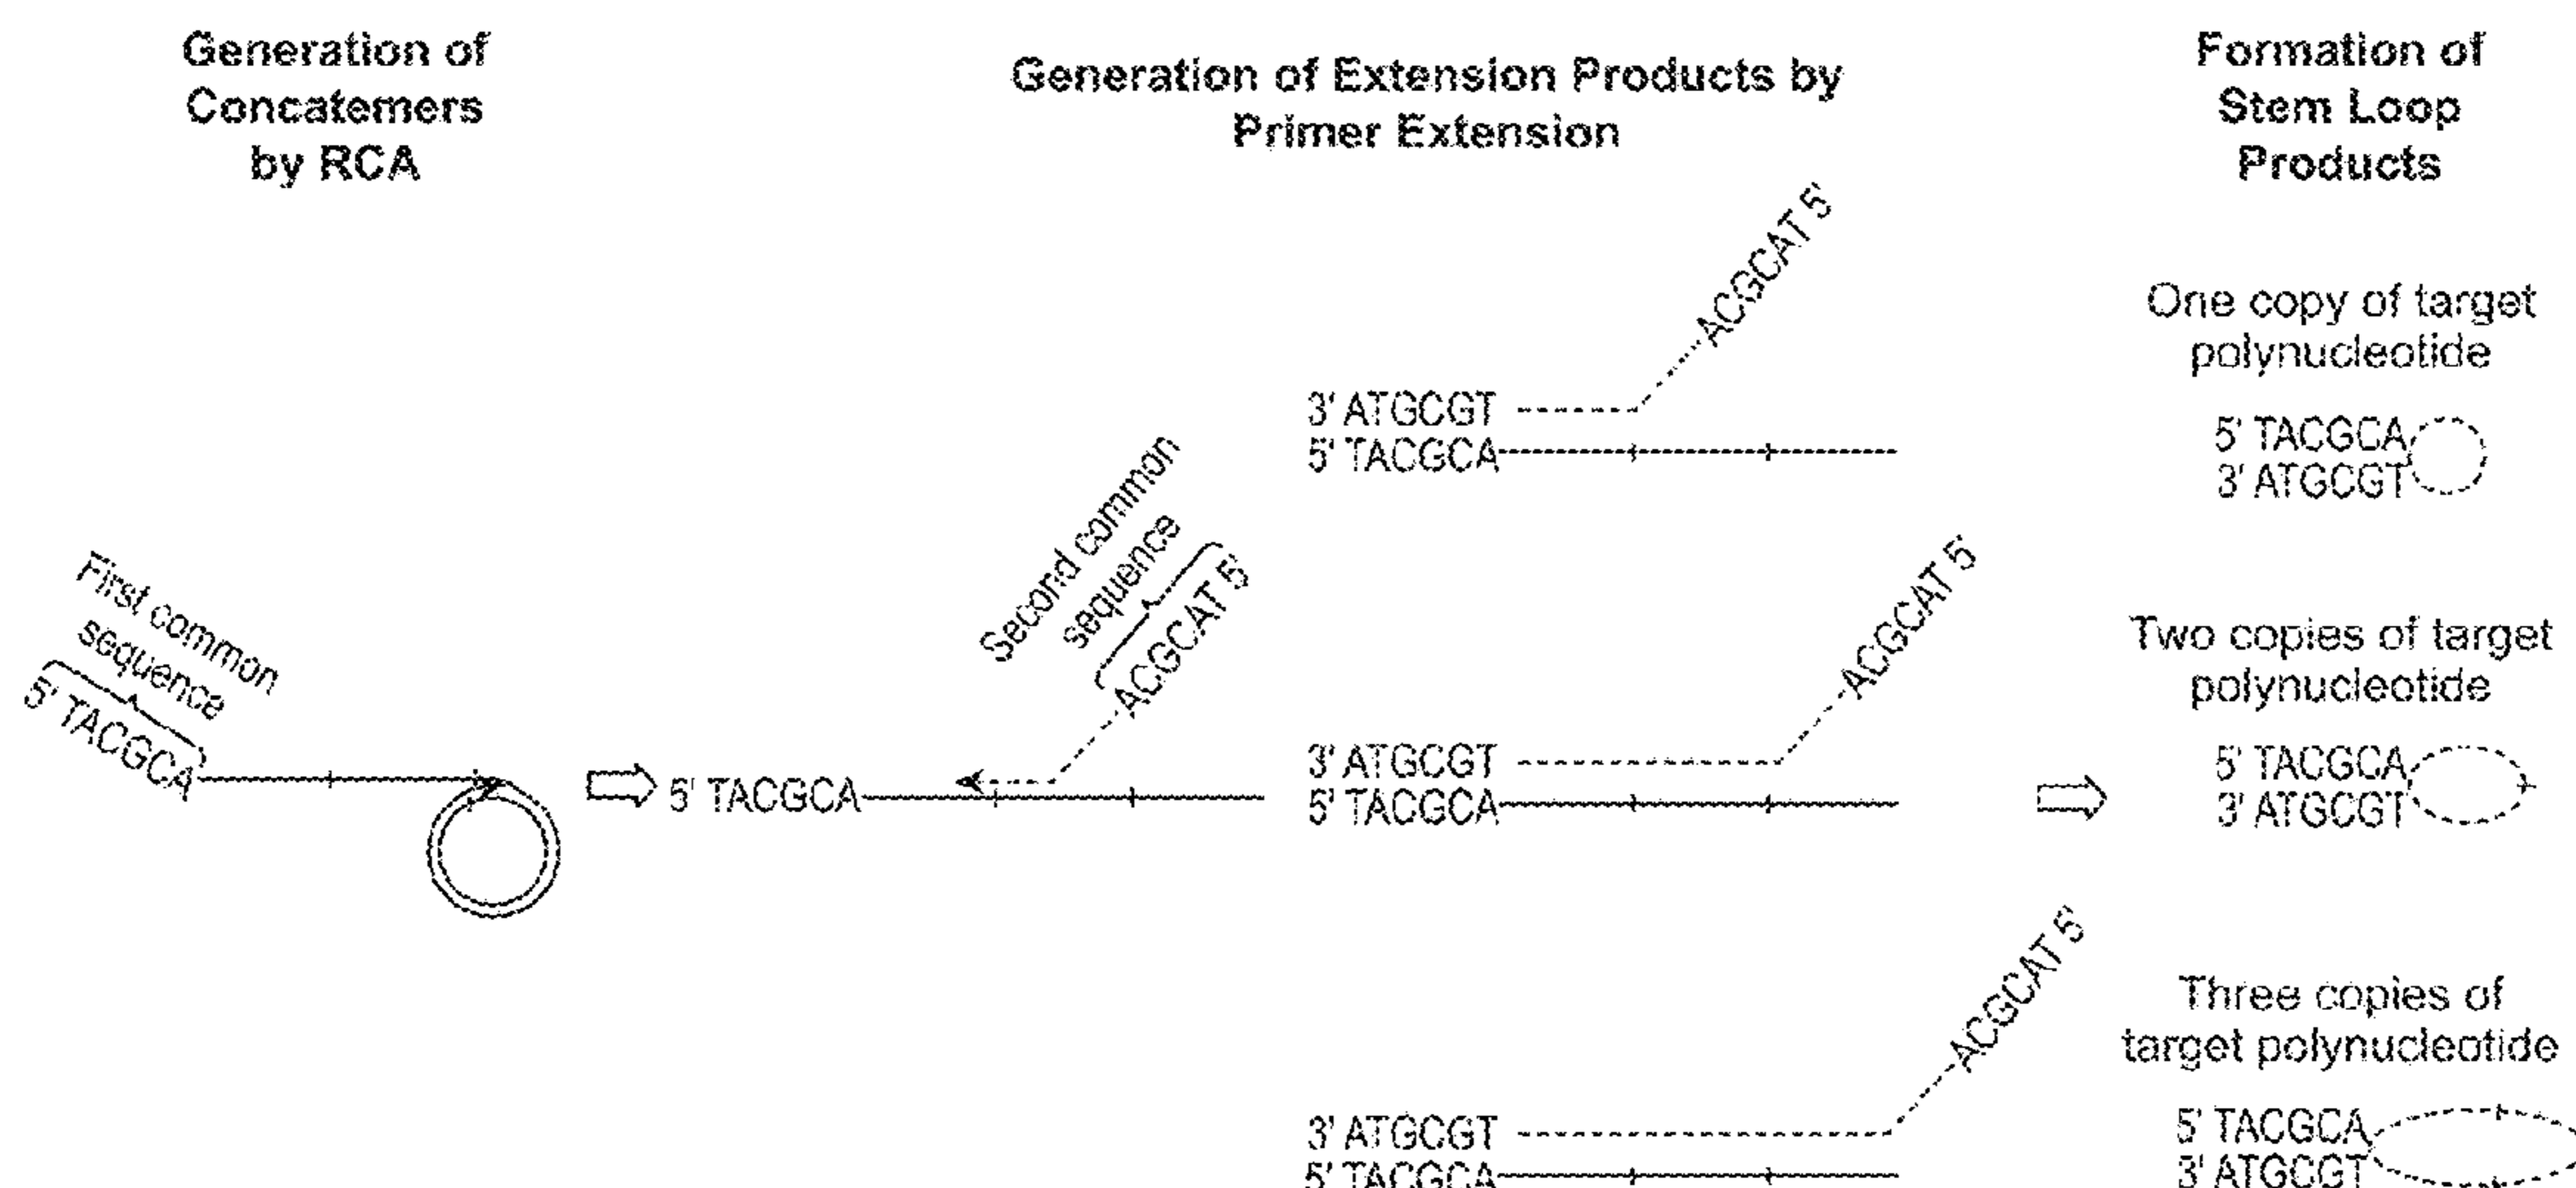 Generation of
Concatemers
by RCA
Generation of Extension Products by
Primer Extension
Formation of
Stem Loop
Products
First common
sequence
5' TACGCA
Second common
sequence
ACGCAT 5'
5' TACGCA
ACGCAT 5'
3' ATGCGT
5' TACGCA
ACGCAT 5'
3' ATGCGT
5' TACGCA
ACGCAT 5'
3' ATGCGT
5' TACGCA
One copy of target
polynucleotide
5' TACGCA
3' ATGCGT
Two copies of target
polynucleotide
5' TACGCA
3' ATGCGT
Three copies of
target polynucleotide
5' TACGCA
3' ATGCGT